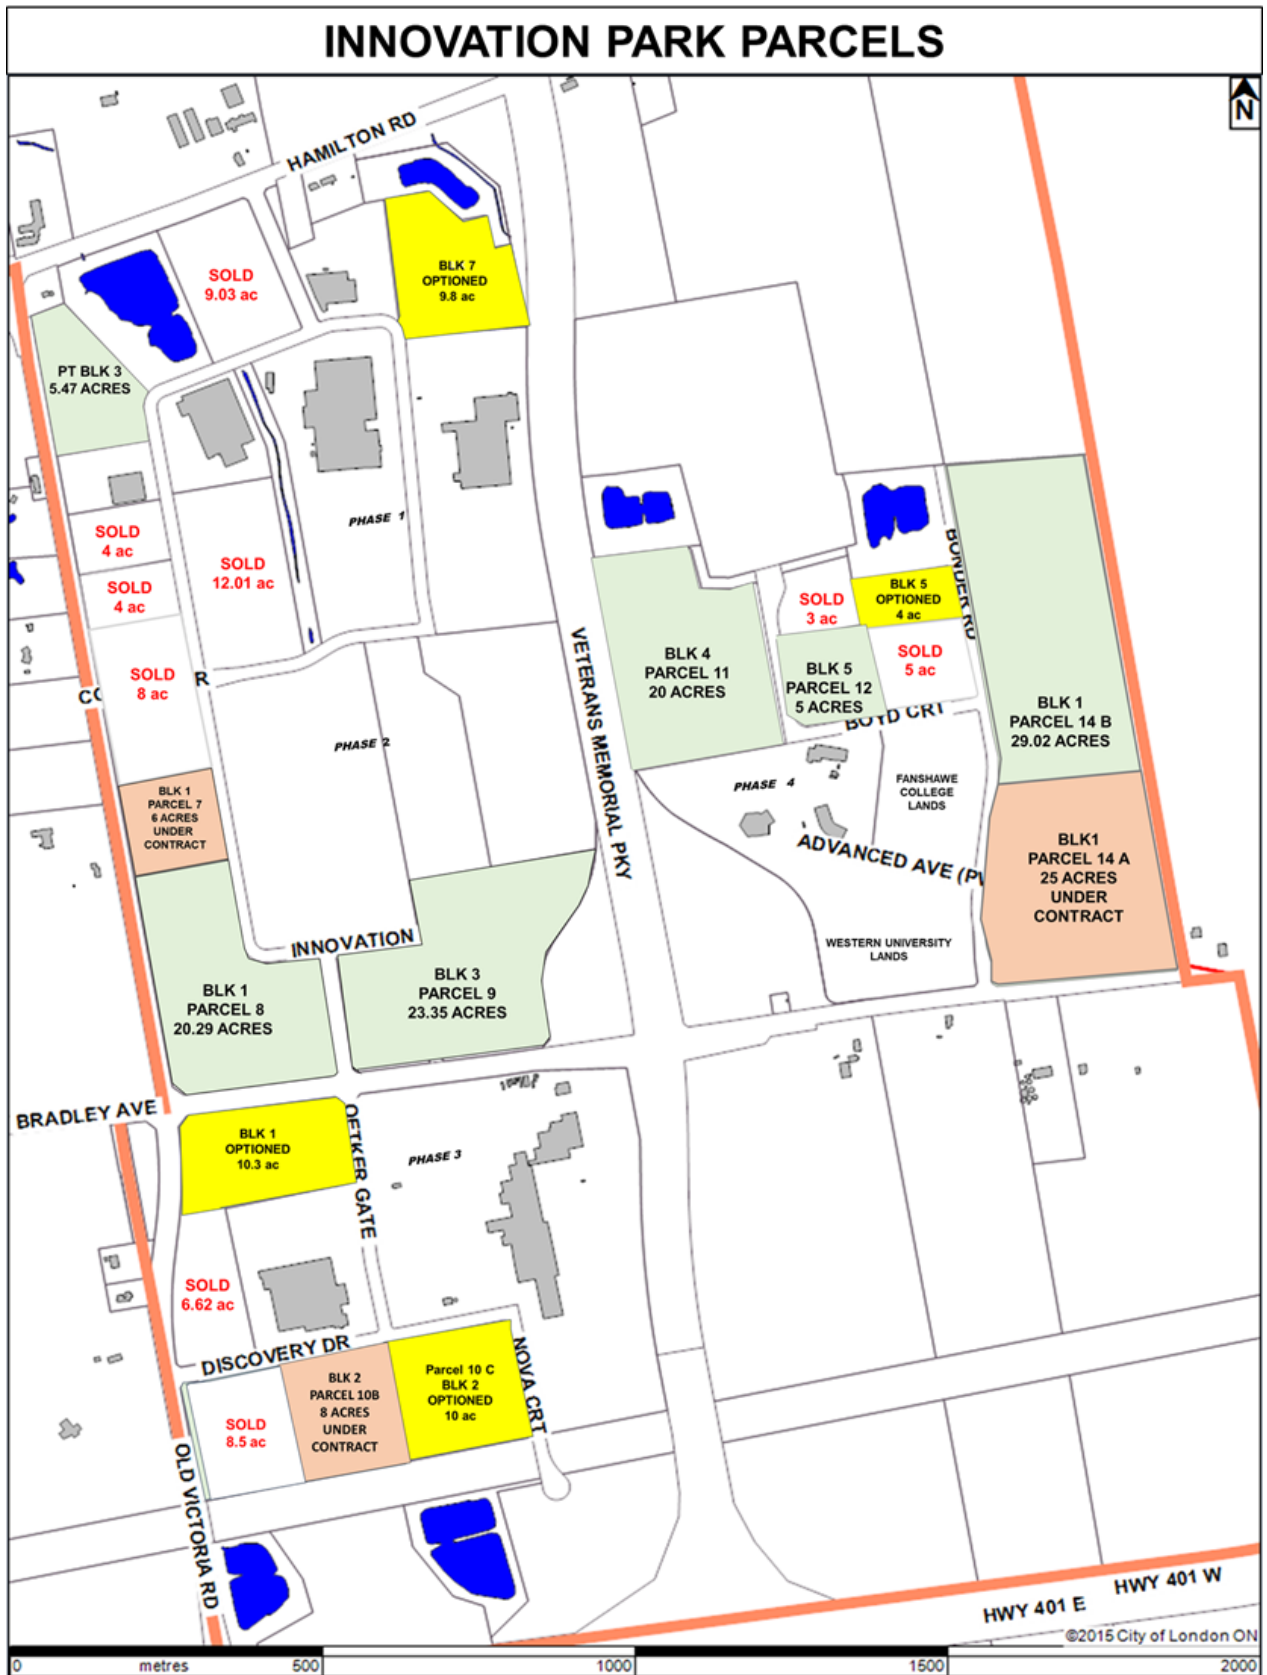 INNOVATION PARK PARCELS
N
HAMILTON RD
BLK 7
OPTIONED
9.8 ac
SOLD
9.03 ac
PT BLK 3
5.47 ACRES
PHASE 1
SOLD
4 ac
SOLD
12.01 ac
SOLD
4 ac
SOLD
8 ac
R
PHASE 2
VETERANS MEMORIAL PKY
BLK 4
PARCEL 11
20 ACRES
SOLD
3 ac
BLK 5
OPTIONED
4 ac
BONDER RD
SOLD
5 ac
BLK 5
PARCEL 12
5 ACRES
BOYD CRT
BLK 1
PARCEL 14 B
29.02 ACRES
PHASE 4
FANSHAWE
COLLEGE
LANDS
BLK 1
PARCEL 7
6 ACRES
UNDER
CONTRACT
ADVANCED AVE
BLK1
PARCEL 14 A
25 ACRES
UNDER
CONTRACT
WESTERN UNIVERSITY
LANDS
INNOVATION
BLK 1
PARCEL 8
20.29 ACRES
BLK 3
PARCEL 9
23.35 ACRES
BRADLEY AVE
BLK 1
OPTIONED
10.3 ac
OETKER GATE
PHASE 3
SOLD
6.62 ac
DISCOVERY DR
NOVA CRT
BLK 2
PARCEL 10B
8 ACRES
UNDER
CONTRACT
Parcel 10 C
BLK 2
OPTIONED
10 ac
SOLD
8.5 ac
OLD VICTORIA RD
HWY 401 W
HWY 401 E
©2015 City of London ON
0 metres 500 1000 1500 2000